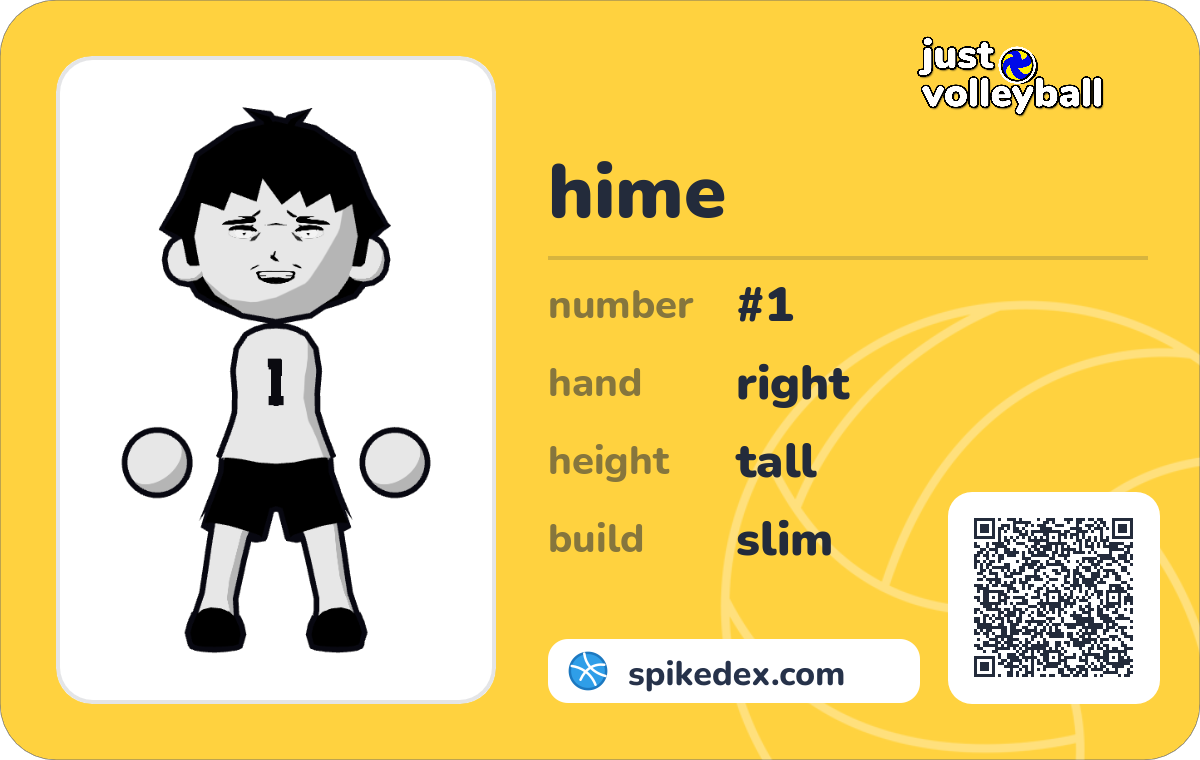 just
volleyball
hime
number #1
hand right
height tall
build slim
1
spikedex.com